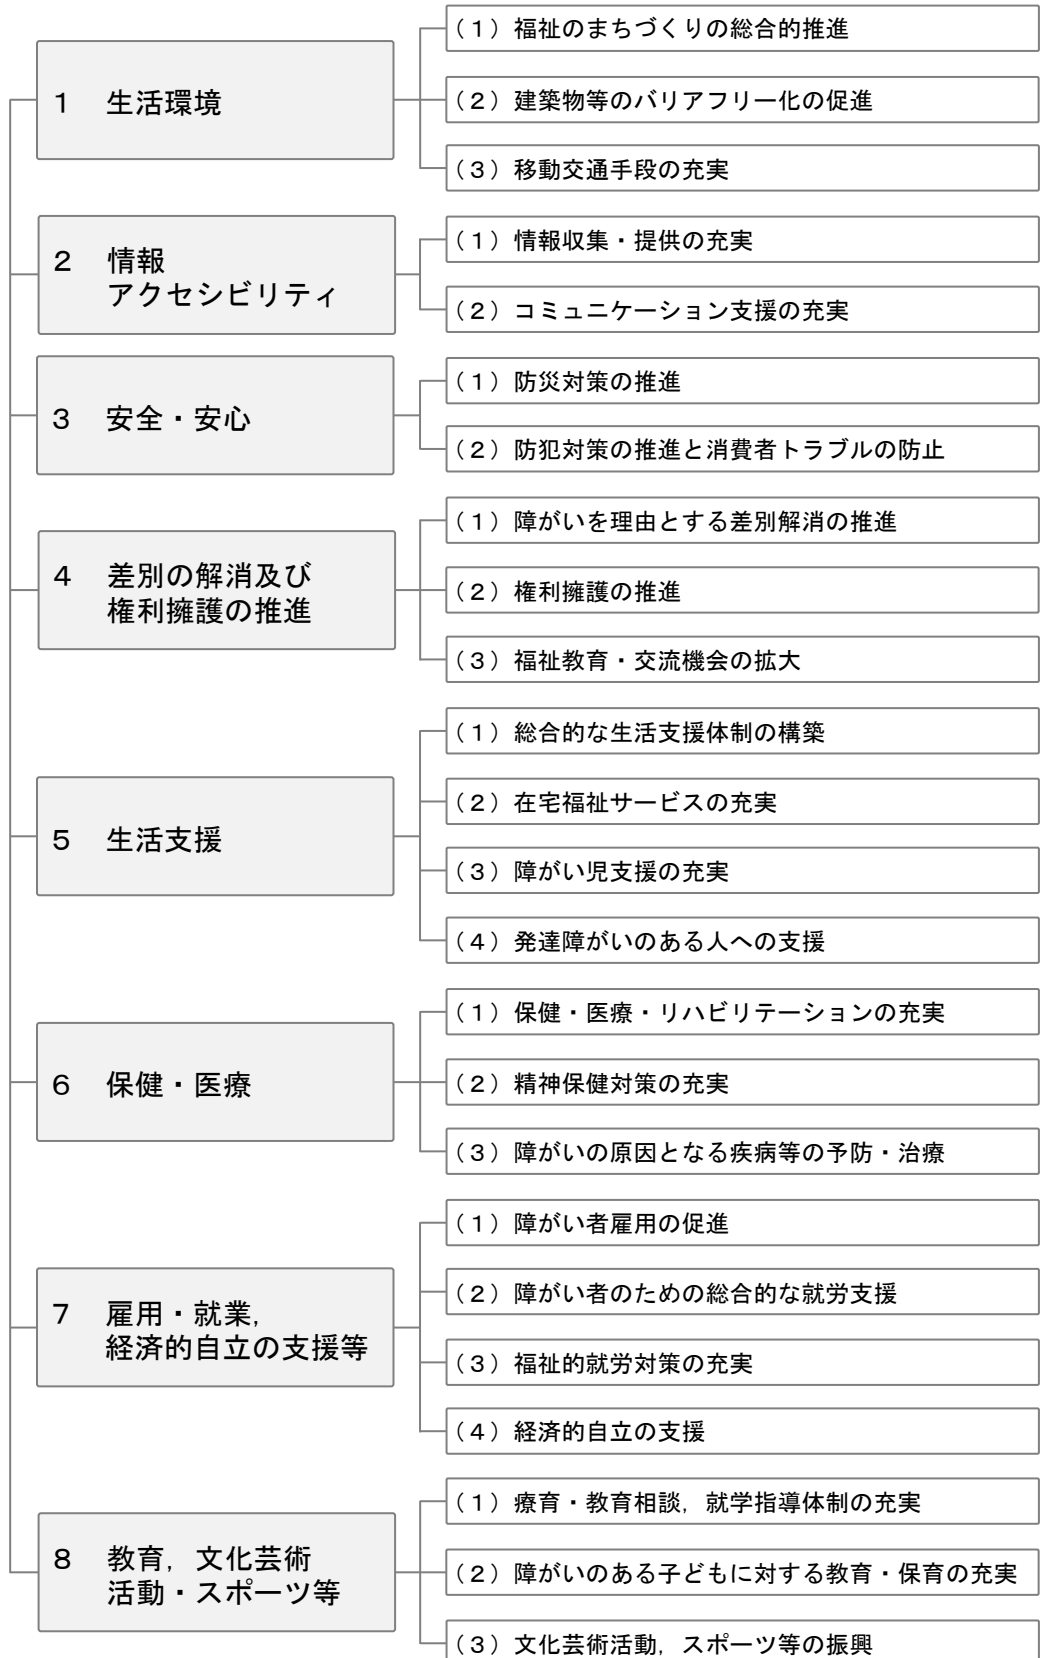 １　生活環境
（１）福祉のまちづくりの総合的推進
（２）建築物等のバリアフリー化の促進
（３）移動交通手段の充実
２　情報
アクセシビリティ
（１）情報収集・提供の充実
（２）コミュニケーション支援の充実
３　安全・安心
（１）防災対策の推進
（２）防犯対策の推進と消費者トラブルの防止
４　差別の解消及び
権利擁護の推進
（１）障がいを理由とする差別解消の推進
（２）権利擁護の推進
（３）福祉教育・交流機会の拡大
５　生活支援
（１）総合的な生活支援体制の構築
（２）在宅福祉サービスの充実
（３）障がい児支援の充実
（４）発達障がいのある人への支援
６　保健・医療
（１）保健・医療・リハビリテーションの充実
（２）精神保健対策の充実
（３）障がいの原因となる疾病等の予防・治療
７　雇用・就業，
経済的自立の支援等
（１）障がい者雇用の促進
（２）障がい者のための総合的な就労支援
（３）福祉的就労対策の充実
（４）経済的自立の支援
８　教育，文化芸術
活動・スポーツ等
（１）療育・教育相談，就学指導体制の充実
（２）障がいのある子どもに対する教育・保育の充実
（３）文化芸術活動，スポーツ等の振興